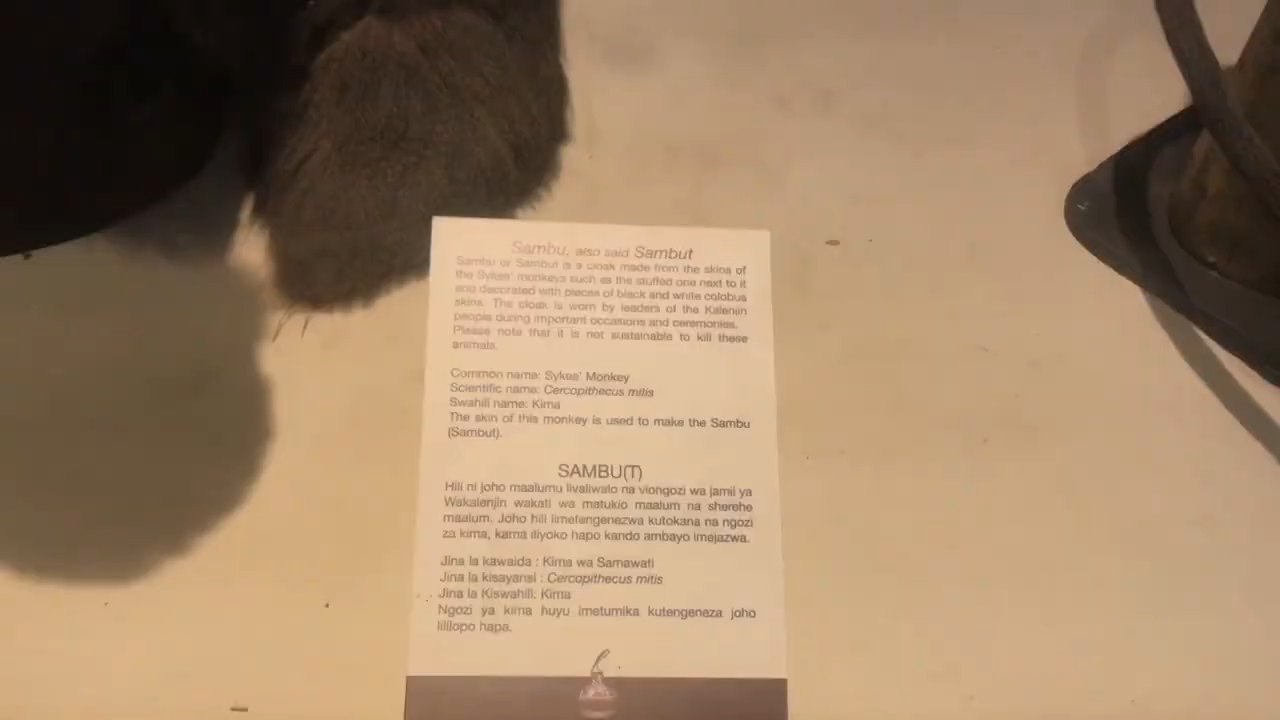 Sambu, also said Sambut
Sambu or Sambut is a cloak made from the skins of
the Sykes' monkeys such as the stuffed one next to it
and decorated with pieces of black and white colobus
skins. The cloak is worn by leaders of the Kalenjin
people during important occasions and ceremonies.
Please note that it is not sustainable to kill these
animals.
Common name: Sykes' Monkey
Scientific name: Cercopithecus mitis
Swahili name: Kima
The skin of this monkey is used to make the Sambu
(Sambut).
SAMBU(T)
Hili ni joho maalumu livaliwalo na viongozi wa jamii ya
Wakalenjin wakati wa matukio maalum na sherehe
maalum. Joho hili limetengenezwa kutokana na ngozi
za kima, kama iliyoko hapo kando ambayo imejazwa.
Jina la kawaida : Kima wa Samawati
Jina la kisayansi : Cercopithecus mitis
Jina la Kiswahili: Kima
Ngozi ya kima huyu imetumika kutengeneza joho
lililopo hapa.